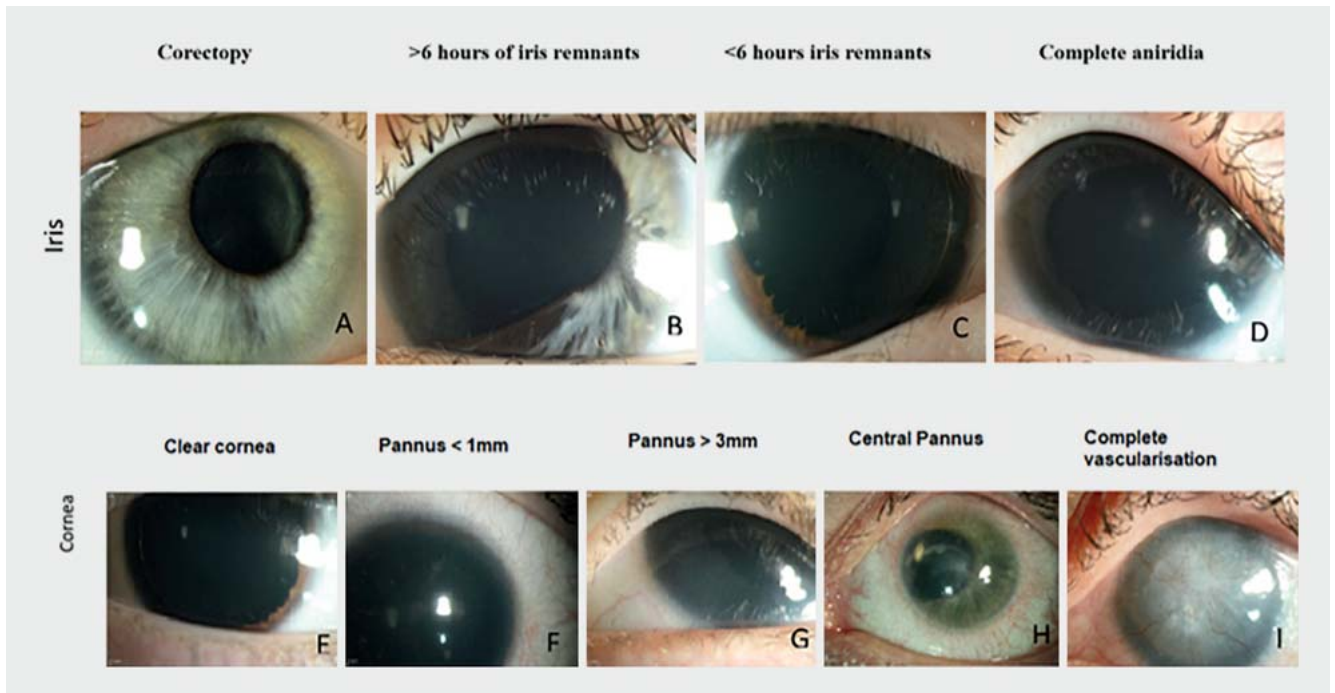 Corectopy
>6 hours of iris remnants
<6 hours iris remnants
Complete aniridia
Iris
A
B
C
D
Clear cornea
Pannus < 1mm
Pannus > 3mm
Central Pannus
Complete
vascularisation
Cornea
E
F
G
H
I